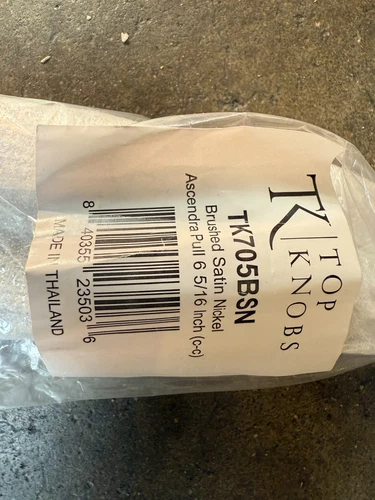 TK TOP
KNOBS
TK705BSN
Brushed Satin Nickel
Ascendra Pull 6 5/16 Inch (c-c)
8 40355 23503 6
MADE IN THAILAND